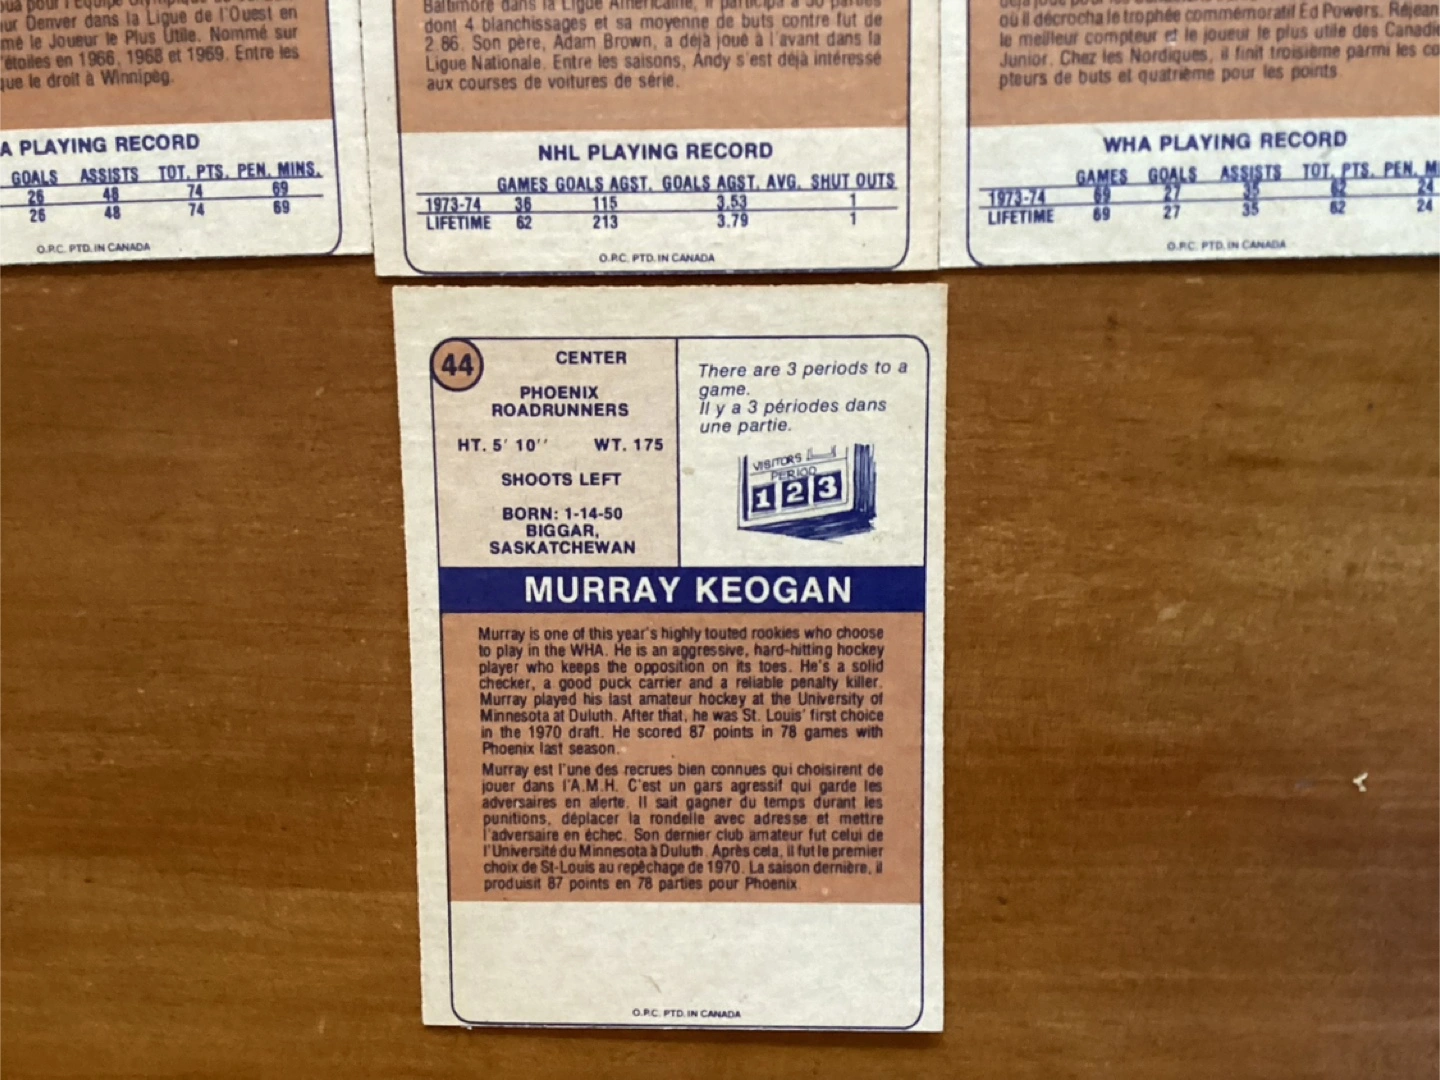 our Denver dans la Ligue de l'Ouest en
mé le Joueur le Plus Utile. Nommé sur
'étoiles en 1966, 1968 et 1969. Entre les
que le droit à Winnipeg.
A PLAYING RECORD
GOALS ASSISTS TOT. PTS. PEN. MINS.
26 48 74 69
26 48 74 69
O.P.C. PTD. IN CANADA
Baltimore dans la Ligue Américaine, il participa à 50 parties
dont 4 blanchissages et sa moyenne de buts contre fut de
2.86. Son père, Adam Brown, a déjà joué à l'avant dans la
Ligue Nationale. Entre les saisons, Andy s'est déjà intéressé
aux courses de voitures de série.
NHL PLAYING RECORD
GAMES GOALS AGST. GOALS AGST. AVG. SHUT OUTS
1973-74 36 115 3.53 1
LIFETIME 62 213 3.79 1
O.P.C. PTD. IN CANADA
où il décrocha le trophée commémoratif Ed Powers. Réjean
le meilleur compteur et le joueur le plus utile des Canadie
Junior. Chez les Nordiques, il finit troisième parmi les co
pteurs de buts et quatrième pour les points.
WHA PLAYING RECORD
GAMES GOALS ASSISTS TOT. PTS. PEN. M
1973-74 69 27 35 62 24
LIFETIME 69 27 35 62 24
O.P.C. PTD. IN CANADA
44
CENTER
PHOENIX
ROADRUNNERS
HT. 5' 10'' WT. 175
SHOOTS LEFT
BORN: 1-14-50
BIGGAR,
SASKATCHEWAN
There are 3 periods to a
game.
Il y a 3 périodes dans
une partie.
VISITORS
PERIOD
1 2 3
MURRAY KEOGAN
Murray is one of this year's highly touted rookies who choose
to play in the WHA. He is an aggressive, hard-hitting hockey
player who keeps the opposition on its toes. He's a solid
checker, a good puck carrier and a reliable penalty killer.
Murray played his last amateur hockey at the University of
Minnesota at Duluth. After that, he was St. Louis' first choice
in the 1970 draft. He scored 87 points in 78 games with
Phoenix last season.
Murray est l'une des recrues bien connues qui choisirent de
jouer dans l'A.M.H. C'est un gars agressif qui garde les
adversaires en alerte. Il sait gagner du temps durant les
punitions, déplacer la rondelle avec adresse et mettre
l'adversaire en échec. Son dernier club amateur fut celui de
l'Université du Minnesota à Duluth. Après cela, il fut le premier
choix de St-Louis au repêchage de 1970. La saison dernière, il
produisit 87 points en 78 parties pour Phoenix.
O.P.C. PTD. IN CANADA